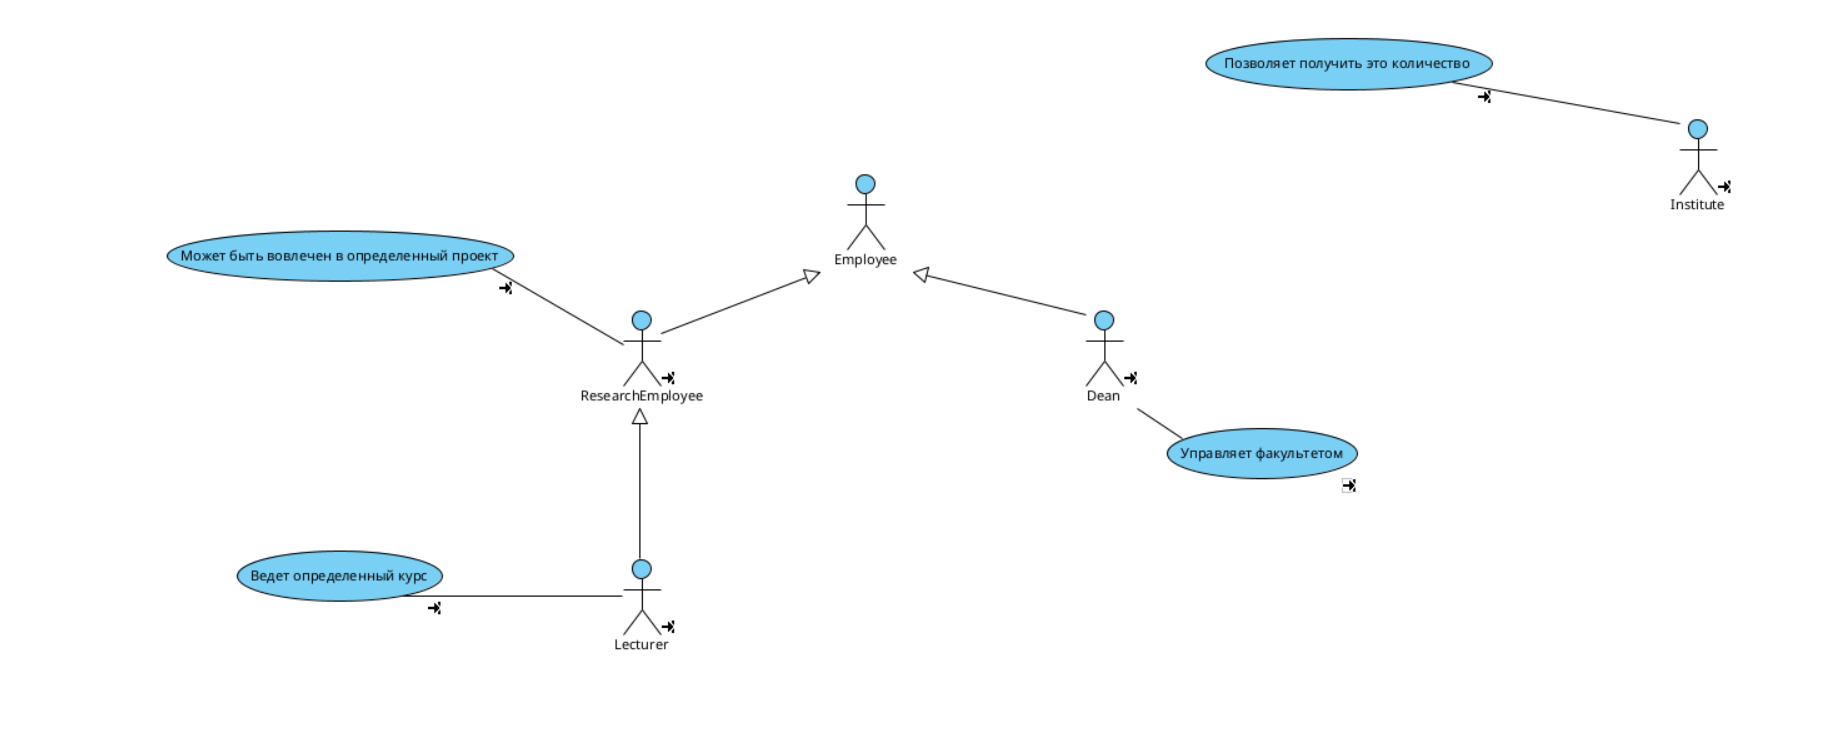 Позволяет получить это количество
Institute
Employee
Может быть вовлечен в определенный проект
ResearchEmployee
Dean
Управляет факультетом
Ведет определенный курс
Lecturer